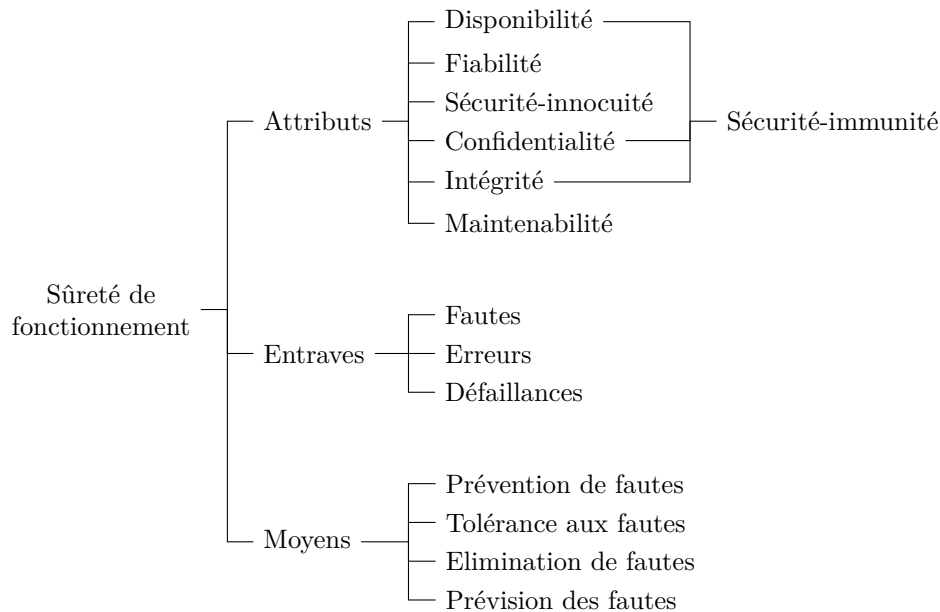 Sûreté de
fonctionnement
Attributs
Disponibilité
Fiabilité
Sécurité-innocuité
Confidentialité
Intégrité
Maintenabilité
Sécurité-immunité
Entraves
Fautes
Erreurs
Défaillances
Moyens
Prévention de fautes
Tolérance aux fautes
Elimination de fautes
Prévision des fautes